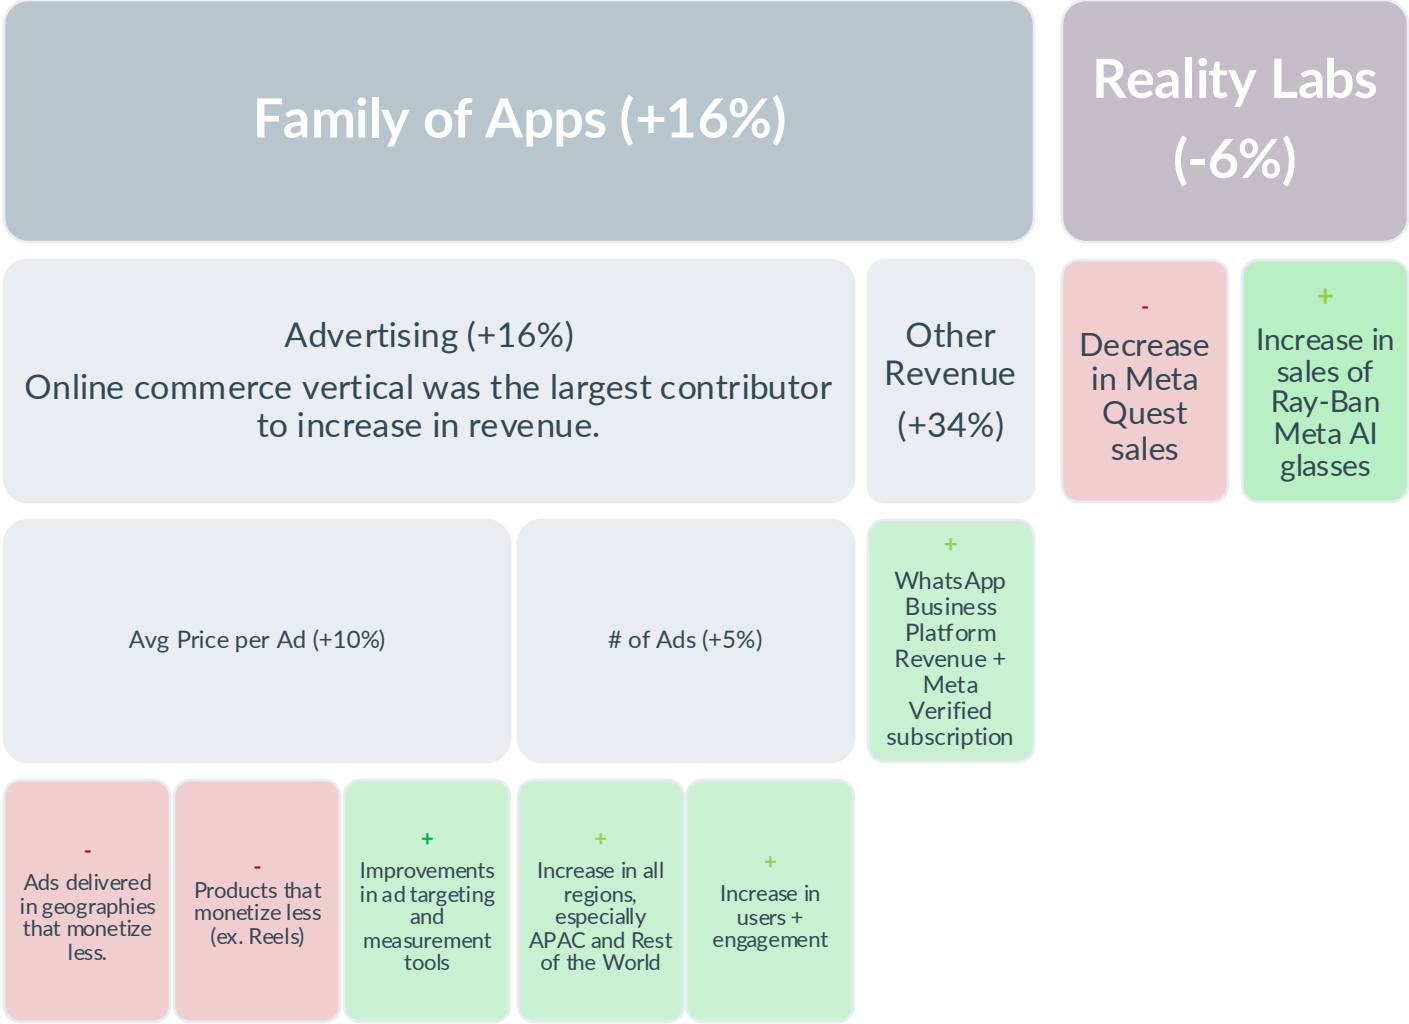 Family of Apps (+16%)
Reality Labs
(-6%)
Advertising (+16%)
Online commerce vertical was the largest contributor
to increase in revenue.
Other
Revenue
(+34%)
-
Decrease
in Meta
Quest
sales
+
Increase in
sales of
Ray-Ban
Meta AI
glasses
Avg Price per Ad (+10%)
# of Ads (+5%)
+
WhatsApp
Business
Platform
Revenue +
Meta
Verified
subscription
-
Ads delivered
in geographies
that monetize
less.
-
Products that
monetize less
(ex. Reels)
+
Improvements
in ad targeting
and
measurement
tools
+
Increase in all
regions,
especially
APAC and Rest
of the World
+
Increase in
users +
engagement